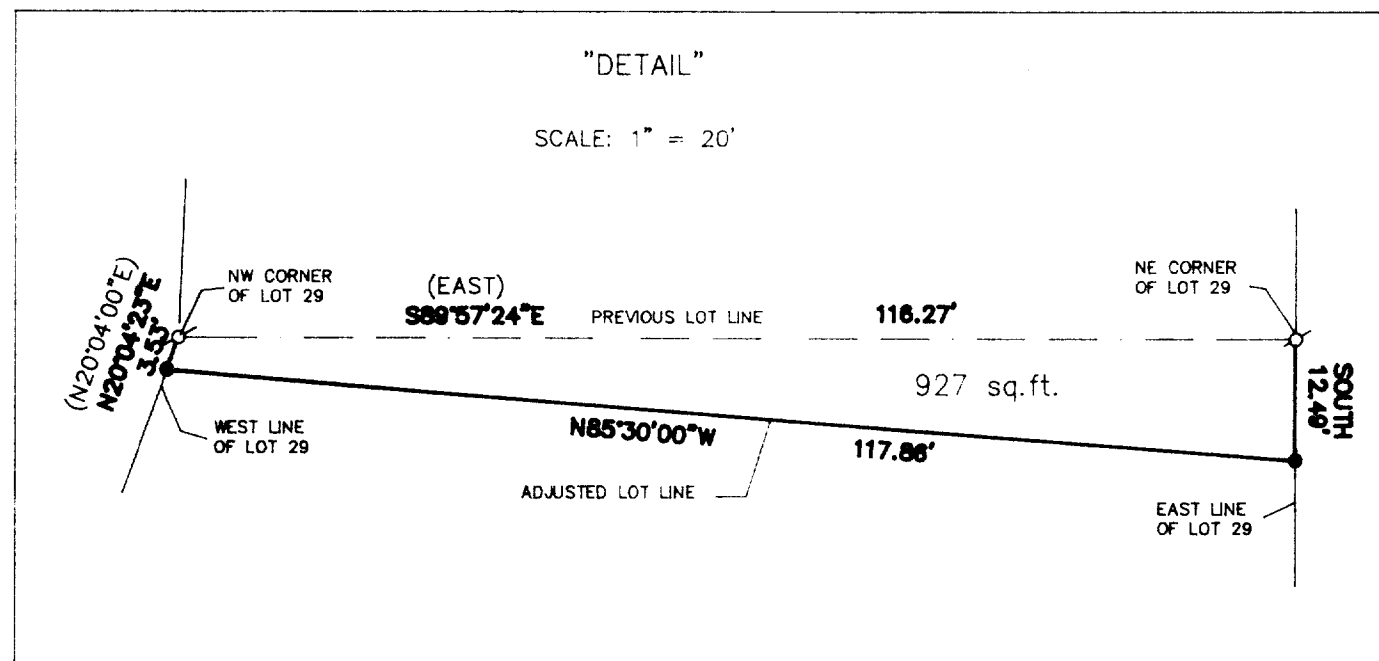 "DETAIL"
SCALE: 1" = 20'
(N20°04'00"E)
N20°04'23"E
3.53'
NW CORNER
OF LOT 29
(EAST)
S89°57'24"E
PREVIOUS LOT LINE
116.27'
NE CORNER
OF LOT 29
927 sq.ft.
SOUTH
12.49'
WEST LINE
OF LOT 29
N85°30'00"W
117.86'
ADJUSTED LOT LINE
EAST LINE
OF LOT 29